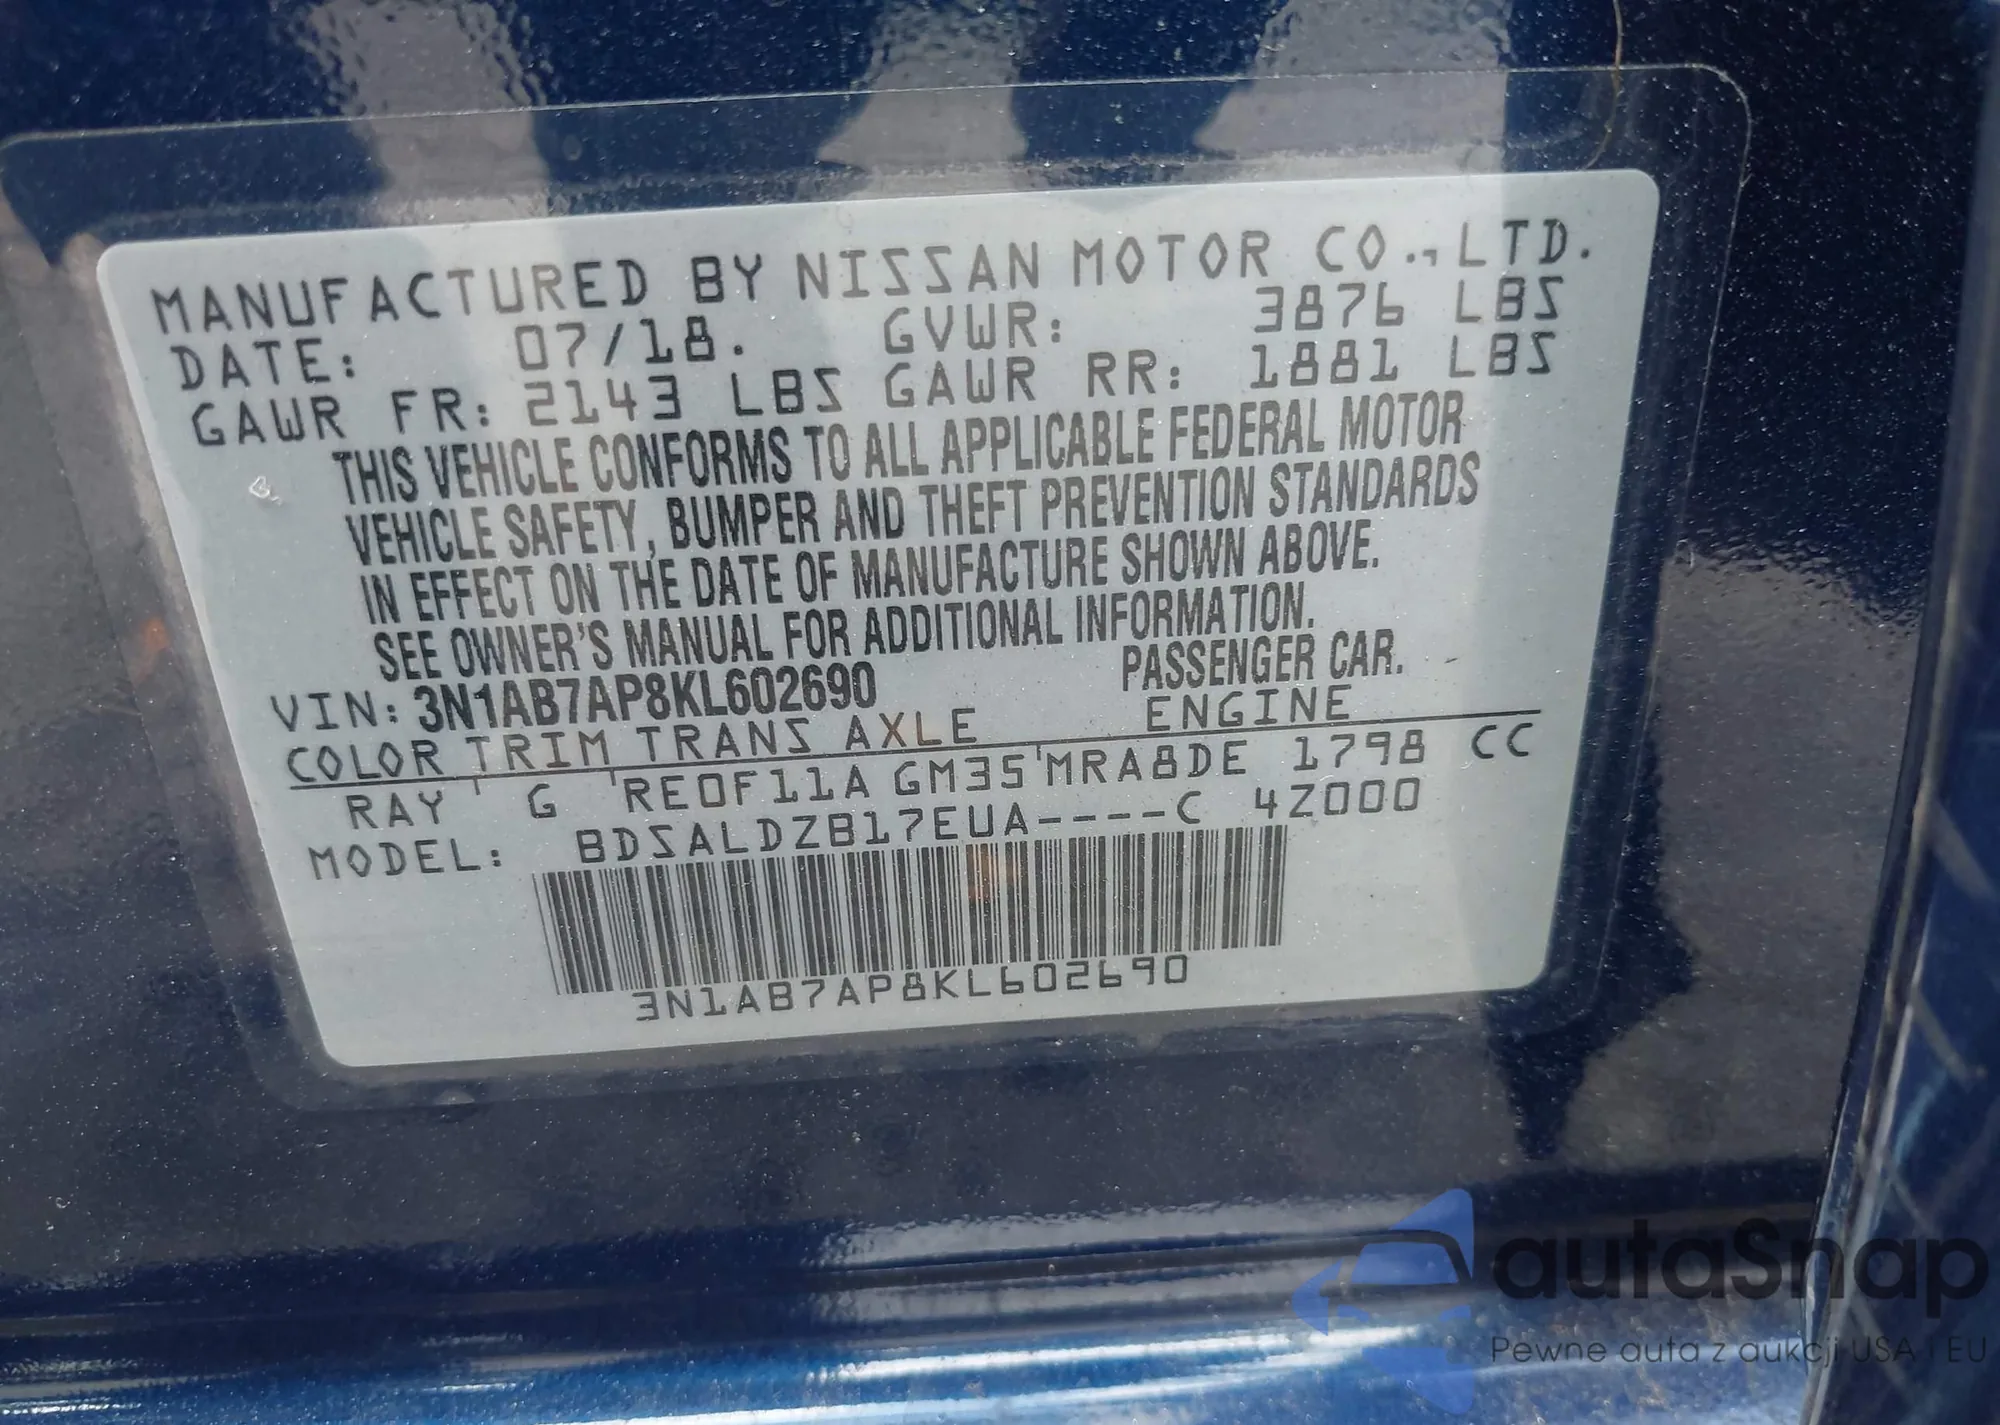 MANUFACTURED BY NISSAN MOTOR CO., LTD.
DATE: 07/18. GVWR: 3876 LBS
GAWR FR: 2143 LBS GAWR RR: 1881 LBS
THIS VEHICLE CONFORMS TO ALL APPLICABLE FEDERAL MOTOR
VEHICLE SAFETY, BUMPER AND THEFT PREVENTION STANDARDS
IN EFFECT ON THE DATE OF MANUFACTURE SHOWN ABOVE.
SEE OWNER'S MANUAL FOR ADDITIONAL INFORMATION.
VIN: 3N1AB7AP8KL602690 PASSENGER CAR.
COLOR TRIM TRANS AXLE ENGINE
RAY G RE0F11A GM35 MRA8DE 1798 CC
MODEL: BDSALDZB17EUA----C 4Z000
3N1AB7AP8KL602690
autaSnap
Pewne auta z aukcji USA i EU